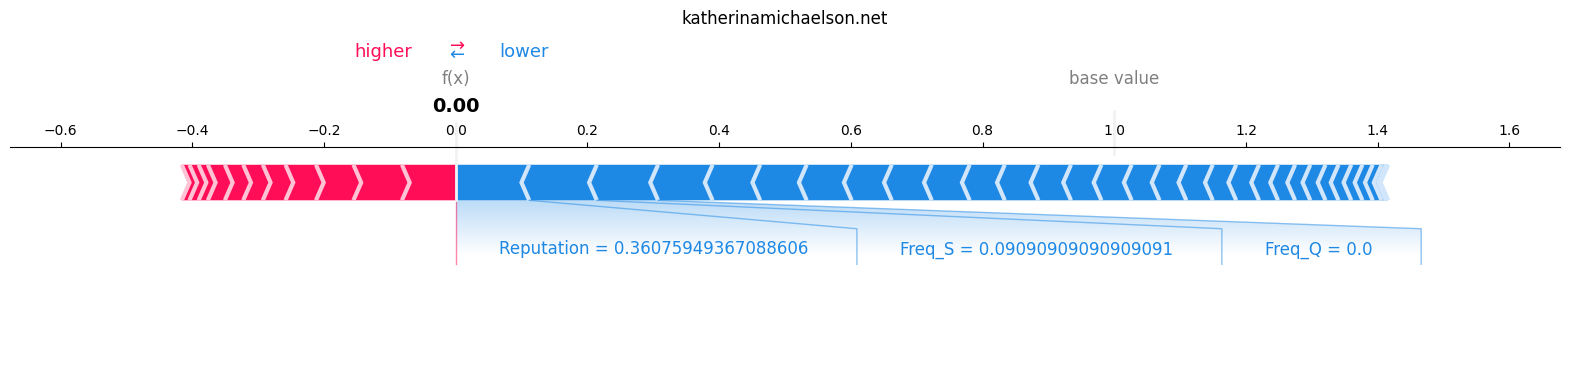 katherinamichaelson.net
higher ⇄ lower
f(x) base value
0.00
−0.6 −0.4 −0.2 0.0 0.2 0.4 0.6 0.8 1.0 1.2 1.4 1.6
Reputation = 0.36075949367088606 Freq_S = 0.09090909090909091 Freq_Q = 0.0